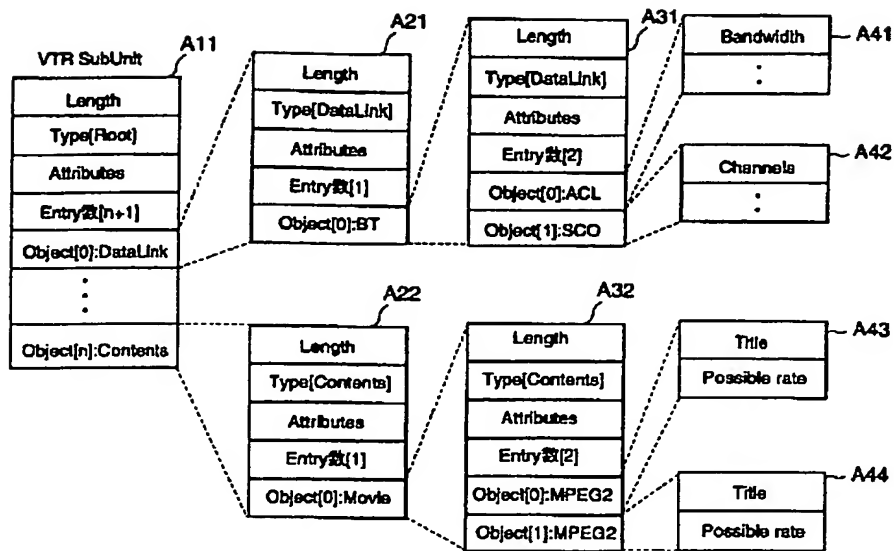 VTR SubUnit
A11
Length
Type[Root]
Attributes
Entry数[n+1]
Object[0]:DataLink
Object[n]:Contents
A21
Length
Type[DataLink]
Attributes
Entry数[1]
Object[0]:BT
A31
Length
Type[DataLink]
Attributes
Entry数[2]
Object[0]:ACL
Object[1]:SCO
A41
Bandwidth
A42
Channels
A22
Length
Type[Contents]
Attributes
Entry数[1]
Object[0]:Movie
A32
Length
Type[Contents]
Attributes
Entry数[2]
Object[0]:MPEG2
Object[1]:MPEG2
A43
Title
Possible rate
A44
Title
Possible rate